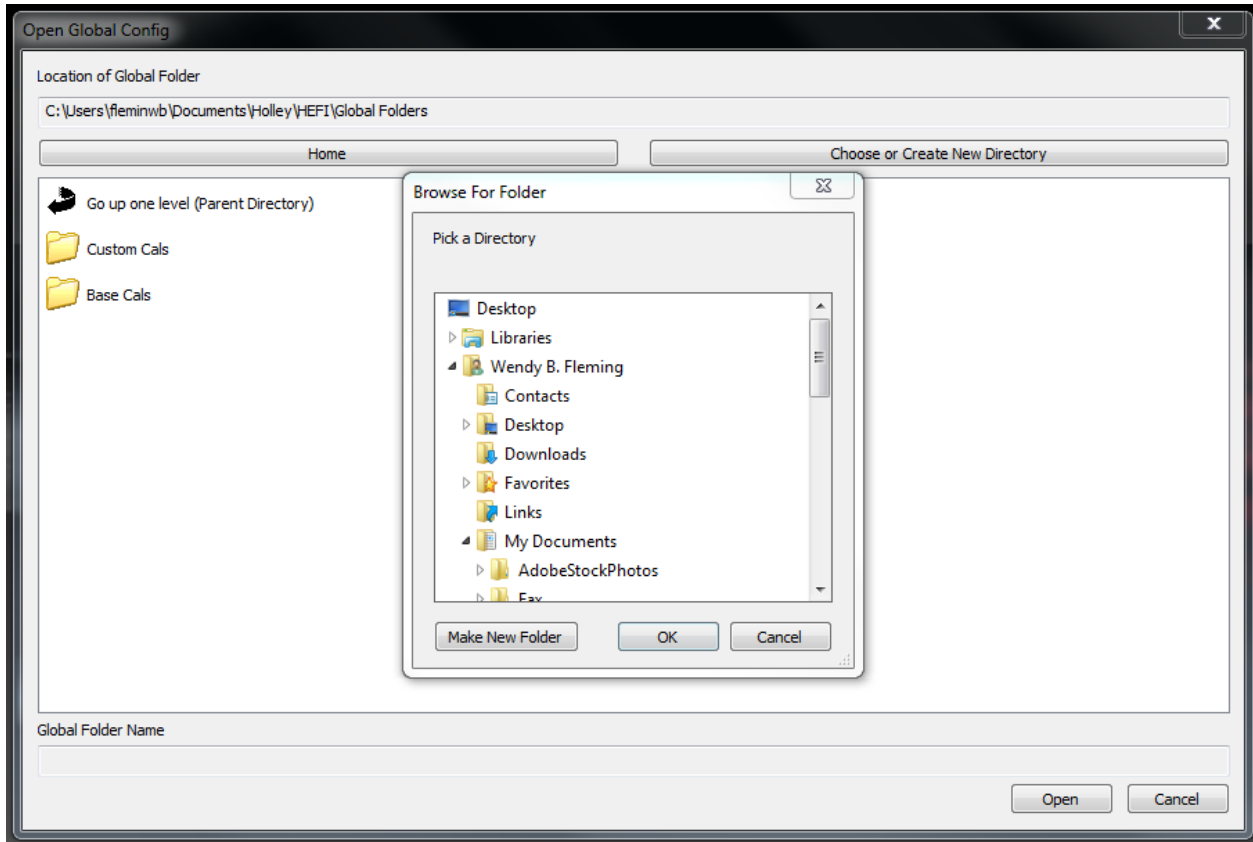 Open Global Config
X
Location of Global Folder
C:\Users\fleminwb\Documents\Holley\HEFI\Global Folders
Home
Choose or Create New Directory
Go up one level (Parent Directory)
Custom Cals
Base Cals
Browse For Folder
Pick a Directory
Desktop
Libraries
Wendy B. Fleming
Contacts
Desktop
Downloads
Favorites
Links
My Documents
AdobeStockPhotos
Fax
Make New Folder
OK
Cancel
Global Folder Name
Open
Cancel